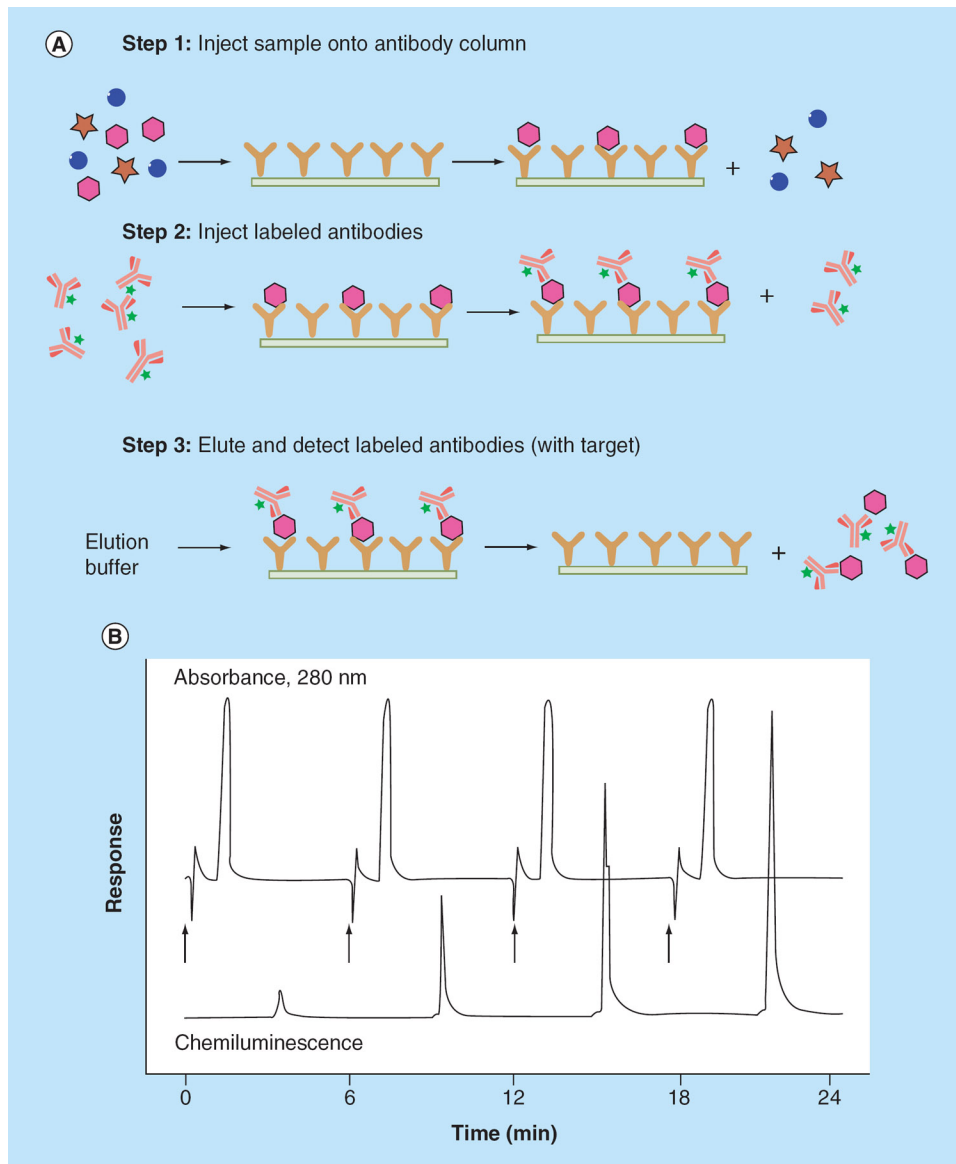 A
Step 1: Inject sample onto antibody column
+
Step 2: Inject labeled antibodies
+
Step 3: Elute and detect labeled antibodies (with target)
Elution
buffer
+
B
Absorbance, 280 nm
Response
Chemiluminescence
0 6 12 18 24
Time (min)